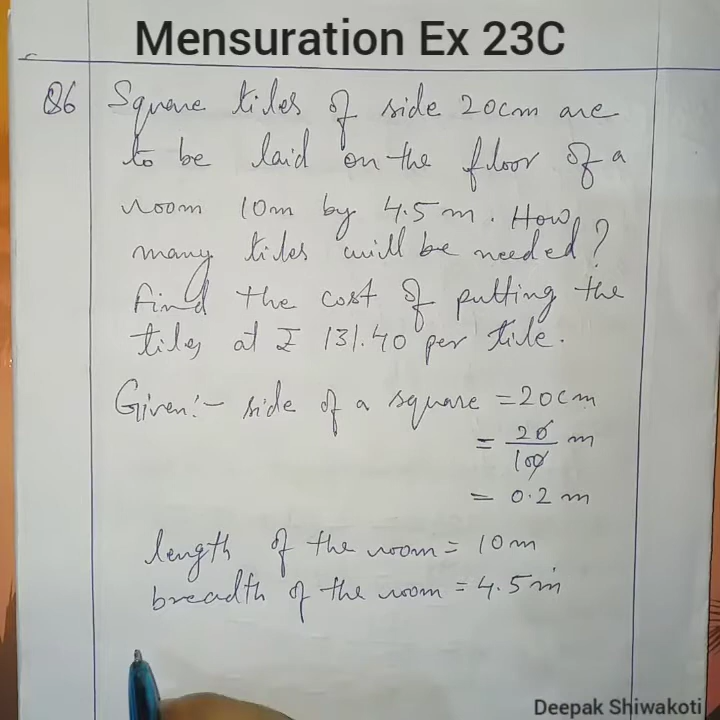 Mensuration Ex 23C
Q6 Square tiles of side 20cm are
to be laid on the floor of a
room 10m by 4.5m. How
many tiles will be needed?
Find the cost of putting the
tiles at ₹ 131.40 per tile.
Given:- side of a square = 20cm
= 20/100 m
= 0.2 m
length of the room = 10m
breadth of the room = 4.5m
Deepak Shiwakoti